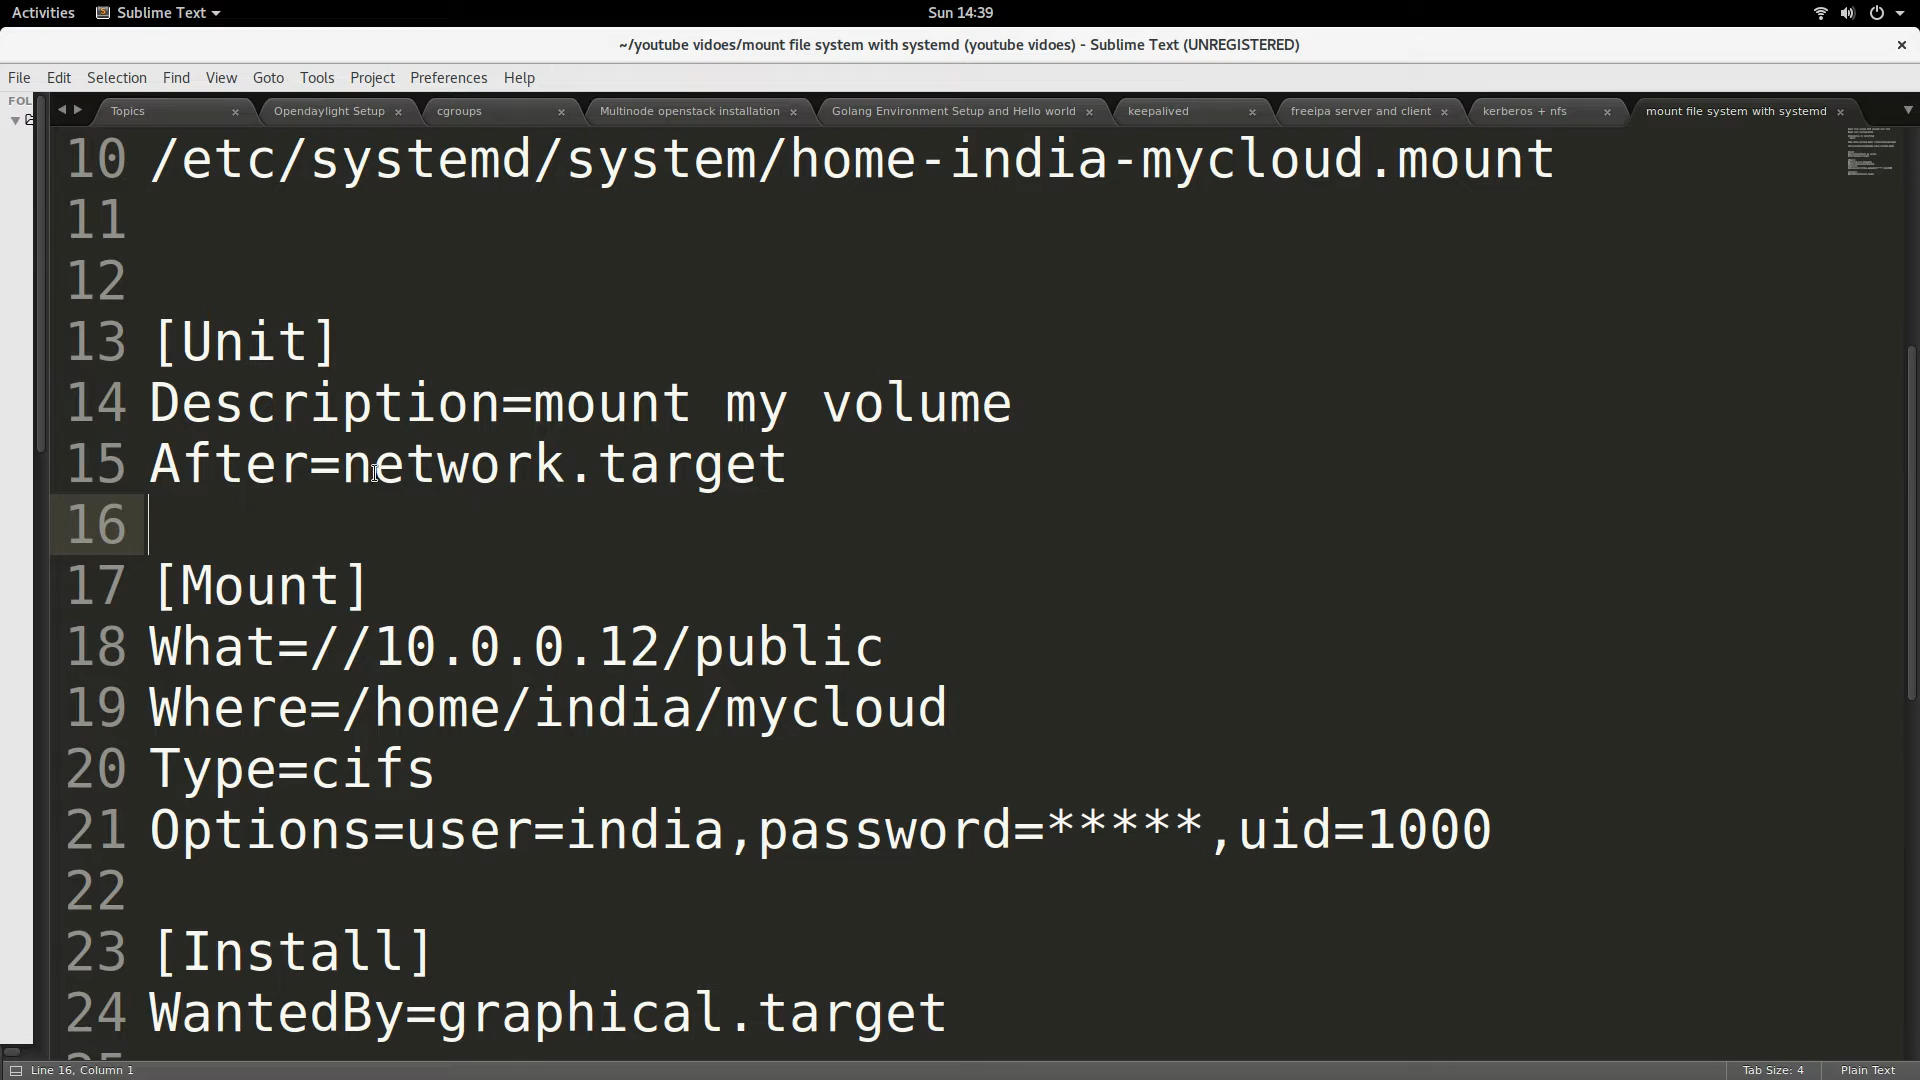 Activities Sublime Text Sun 14:39
~/youtube vidoes/mount file system with systemd (youtube vidoes) - Sublime Text (UNREGISTERED)
File Edit Selection Find View Goto Tools Project Preferences Help
FOL
Topics Opendaylight Setup cgroups Multinode openstack installation Golang Environment Setup and Hello world keepalived freeipa server and client kerberos + nfs mount file system with systemd
10 /etc/systemd/system/home-india-mycloud.mount
11
12
13 [Unit]
14 Description=mount my volume
15 After=network.target
16
17 [Mount]
18 What=//10.0.0.12/public
19 Where=/home/india/mycloud
20 Type=cifs
21 Options=user=india,password=*****,uid=1000
22
23 [Install]
24 WantedBy=graphical.target
Line 16, Column 1 Tab Size: 4 Plain Text